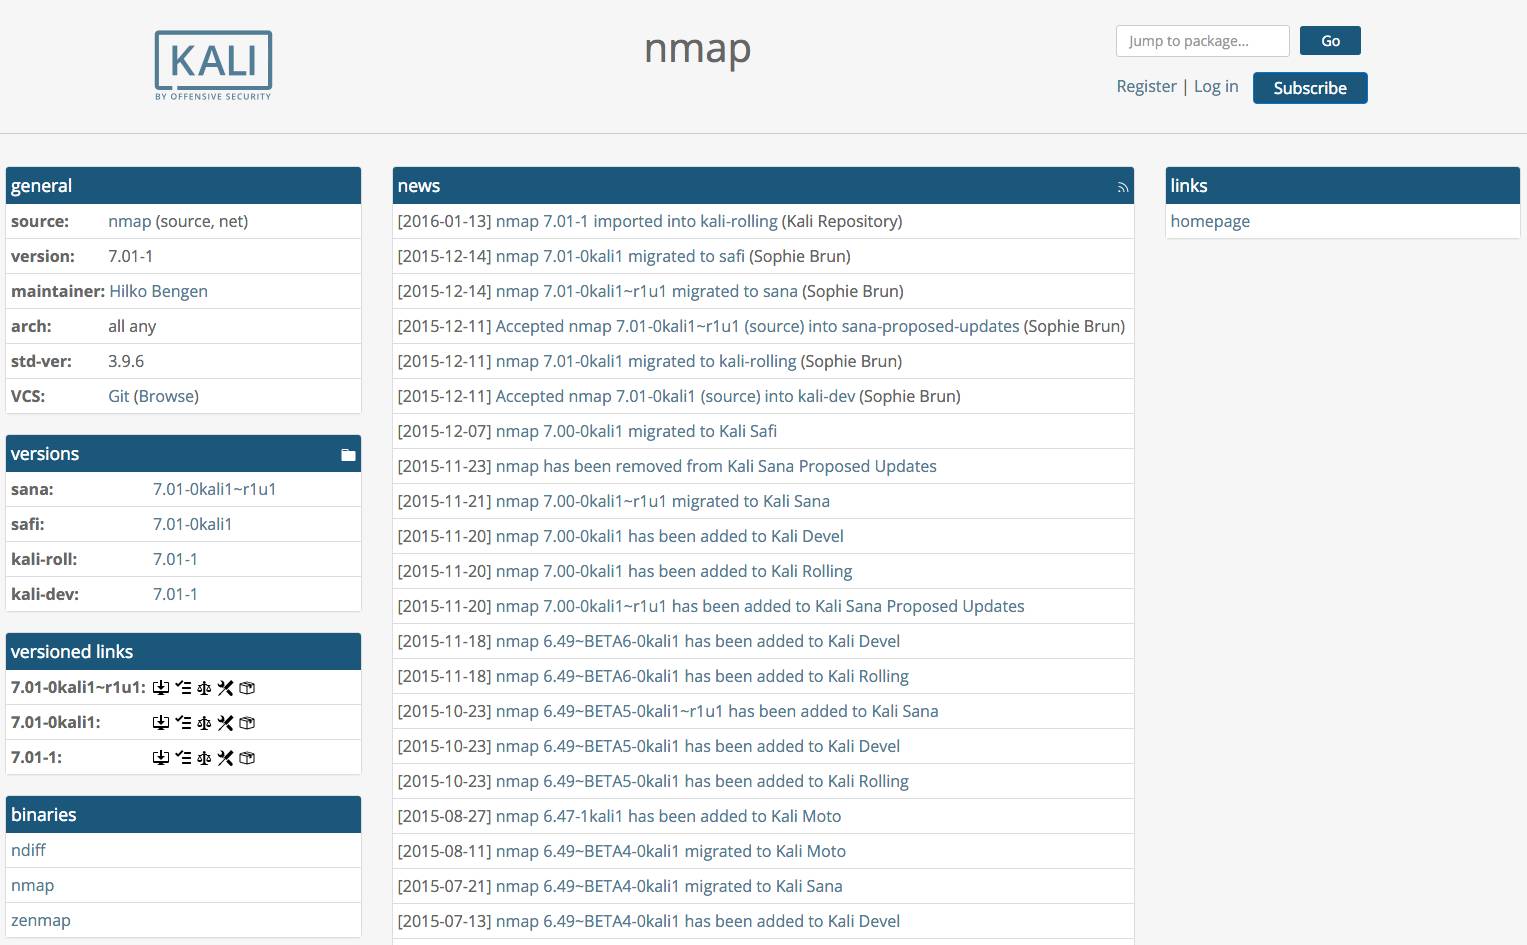 KALI
BY OFFENSIVE SECURITY
nmap
Jump to package...
Go
Register | Log in
Subscribe
general
source: nmap (source, net)
version: 7.01-1
maintainer: Hilko Bengen
arch: all any
std-ver: 3.9.6
VCS: Git (Browse)
versions
sana: 7.01-0kali1~r1u1
safi: 7.01-0kali1
kali-roll: 7.01-1
kali-dev: 7.01-1
versioned links
7.01-0kali1~r1u1:
7.01-0kali1:
7.01-1:
binaries
ndiff
nmap
zenmap
news
[2016-01-13] nmap 7.01-1 imported into kali-rolling (Kali Repository)
[2015-12-14] nmap 7.01-0kali1 migrated to safi (Sophie Brun)
[2015-12-14] nmap 7.01-0kali1~r1u1 migrated to sana (Sophie Brun)
[2015-12-11] Accepted nmap 7.01-0kali1~r1u1 (source) into sana-proposed-updates (Sophie Brun)
[2015-12-11] nmap 7.01-0kali1 migrated to kali-rolling (Sophie Brun)
[2015-12-11] Accepted nmap 7.01-0kali1 (source) into kali-dev (Sophie Brun)
[2015-12-07] nmap 7.00-0kali1 migrated to Kali Safi
[2015-11-23] nmap has been removed from Kali Sana Proposed Updates
[2015-11-21] nmap 7.00-0kali1~r1u1 migrated to Kali Sana
[2015-11-20] nmap 7.00-0kali1 has been added to Kali Devel
[2015-11-20] nmap 7.00-0kali1 has been added to Kali Rolling
[2015-11-20] nmap 7.00-0kali1~r1u1 has been added to Kali Sana Proposed Updates
[2015-11-18] nmap 6.49~BETA6-0kali1 has been added to Kali Devel
[2015-11-18] nmap 6.49~BETA6-0kali1 has been added to Kali Rolling
[2015-10-23] nmap 6.49~BETA5-0kali1~r1u1 has been added to Kali Sana
[2015-10-23] nmap 6.49~BETA5-0kali1 has been added to Kali Devel
[2015-10-23] nmap 6.49~BETA5-0kali1 has been added to Kali Rolling
[2015-08-27] nmap 6.47-1kali1 has been added to Kali Moto
[2015-08-11] nmap 6.49~BETA4-0kali1 migrated to Kali Moto
[2015-07-21] nmap 6.49~BETA4-0kali1 migrated to Kali Sana
[2015-07-13] nmap 6.49~BETA4-0kali1 has been added to Kali Devel
links
homepage